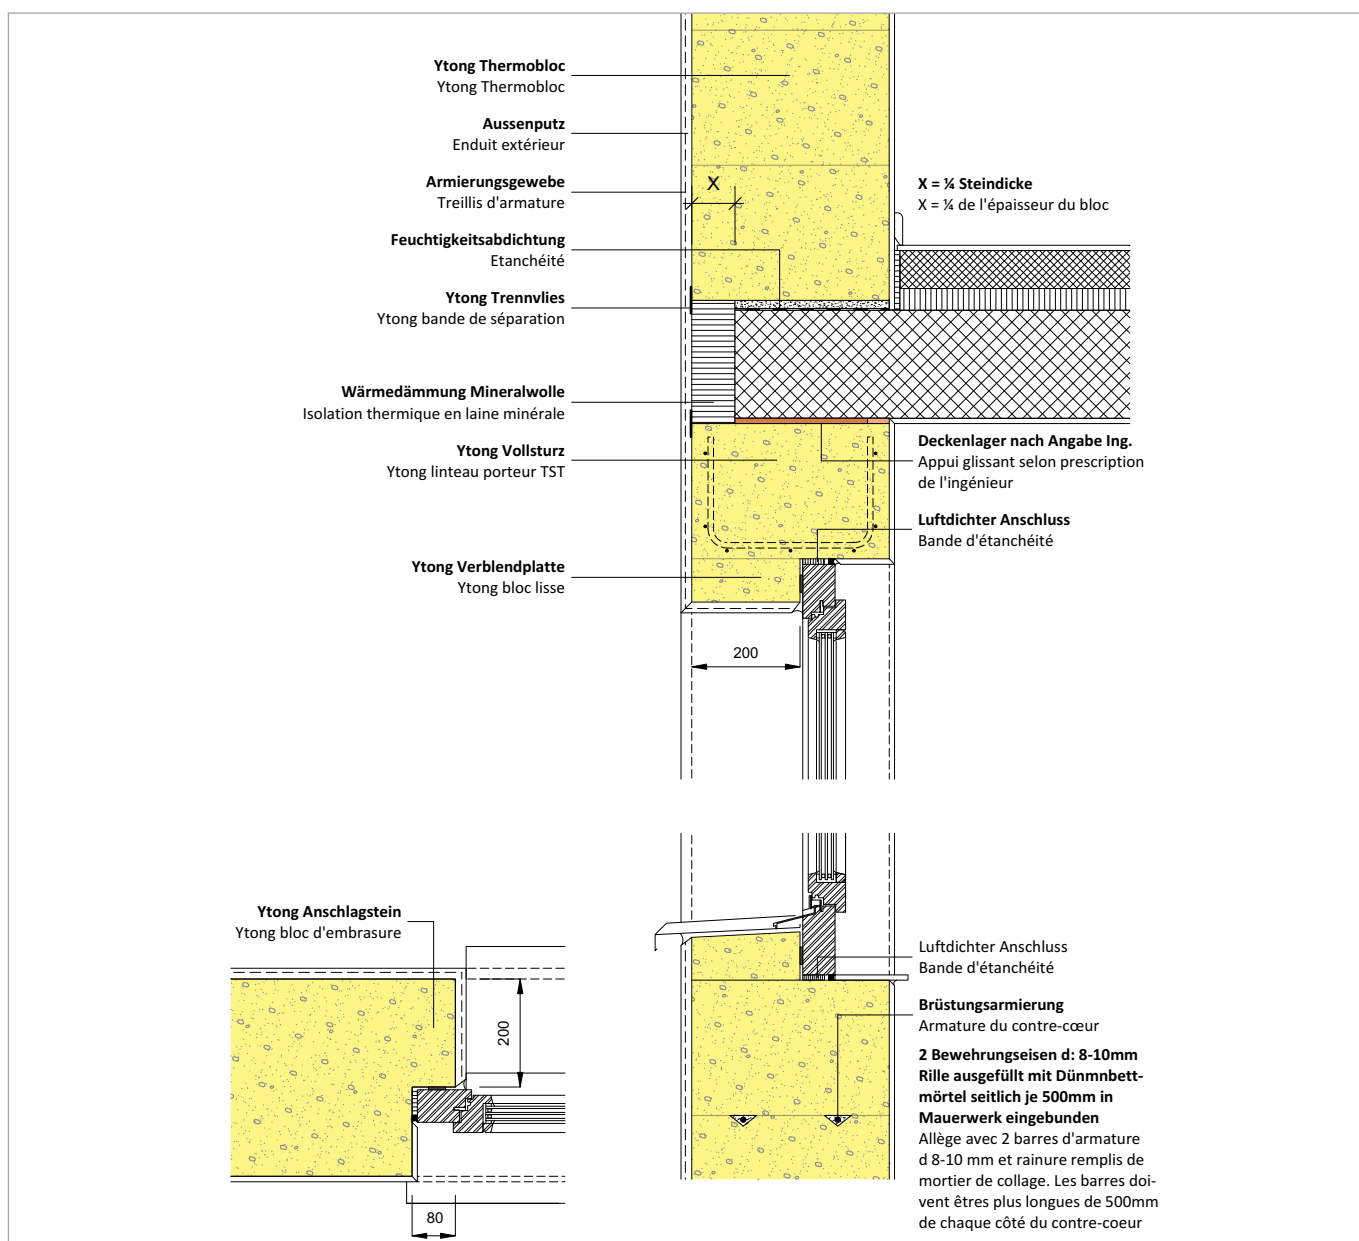 Ytong Thermobloc
Ytong Thermobloc
Aussenputz
Enduit extérieur
Armierungsgewebe
Treillis d'armature
Feuchtigkeitsabdichtung
Etanchéité
Ytong Trennvlies
Ytong bande de séparation
Wärmedämmung Mineralwolle
Isolation thermique en laine minérale
Ytong Vollsturz
Ytong linteau porteur TST
Ytong Verblendplatte
Ytong bloc lisse
X
X = ¼ Steindicke
X = ¼ de l'épaisseur du bloc
Deckenlager nach Angabe Ing.
Appui glissant selon prescription
de l'ingénieur
Luftdichter Anschluss
Bande d'étanchéité
200
Ytong Anschlagstein
Ytong bloc d'embrasure
200
80
Luftdichter Anschluss
Bande d'étanchéité
Brüstungsarmierung
Armature du contre-cœur
2 Bewehrungseisen d: 8-10mm
Rille ausgefüllt mit Dünmnbett-
mörtel seitlich je 500mm in
Mauerwerk eingebunden
Allège avec 2 barres d'armature
d 8-10 mm et rainure remplis de
mortier de collage. Les barres doi-
vent êtres plus longues de 500mm
de chaque côté du contre-coeur